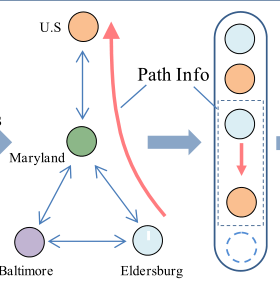 U.S
Path Info
Maryland
Baltimore
Eldersburg